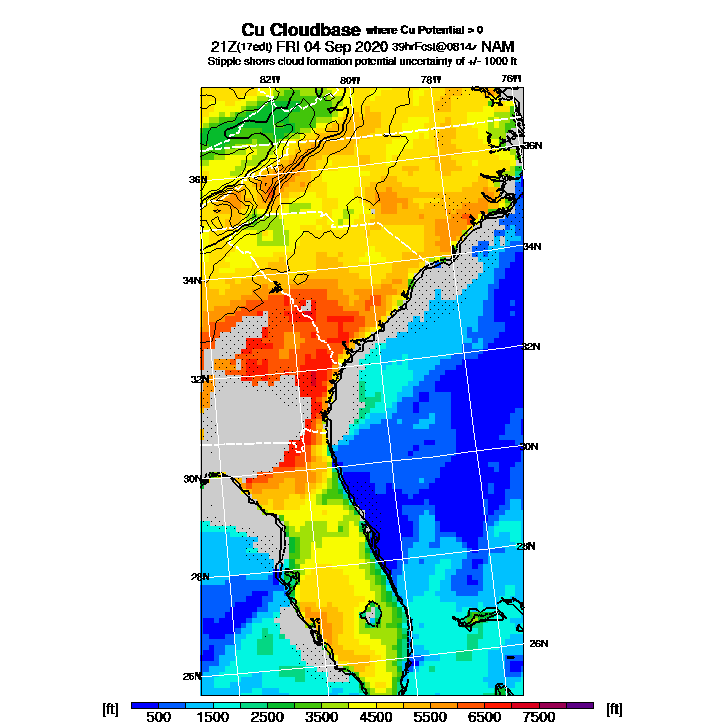 Cu Cloudbase where Cu Potential > 0
21Z(17edt) FRI 04 Sep 2020 39hrFcst@0814z NAM
Stipple shows cloud formation potential uncertainty of +/- 1000 ft
82W 80W 78W 76W
36N
36N
34N
34N
32N
32N
30N
30N
28N
28N
26N
26N
[ft] 500 1500 2500 3500 4500 5500 6500 7500 [ft]